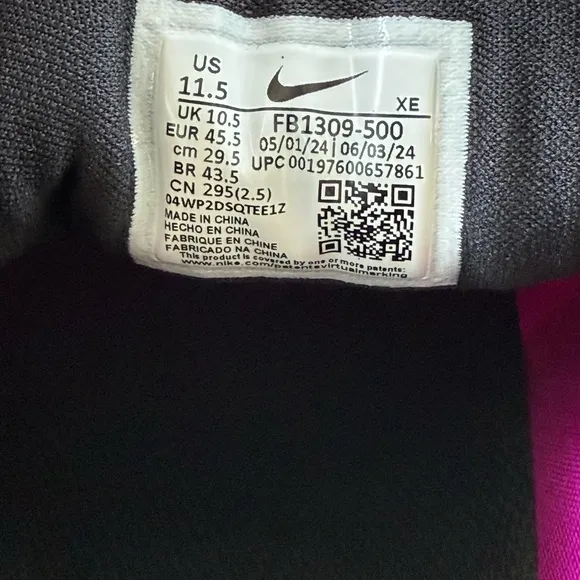 US
11.5
XE
UK 10.5
FB1309-500
EUR 45.5
05/01/24 | 06/03/24
cm 29.5
UPC 00197600657861
BR 43.5
CN 295(2.5)
04WP2DSQTEE1Z
MADE IN CHINA
HECHO EN CHINA
FABRIQUE EN CHINE
FABRICADO NA CHINA
This product is covered by one or more patents:
www.nike.com/patentsvirtualmarking